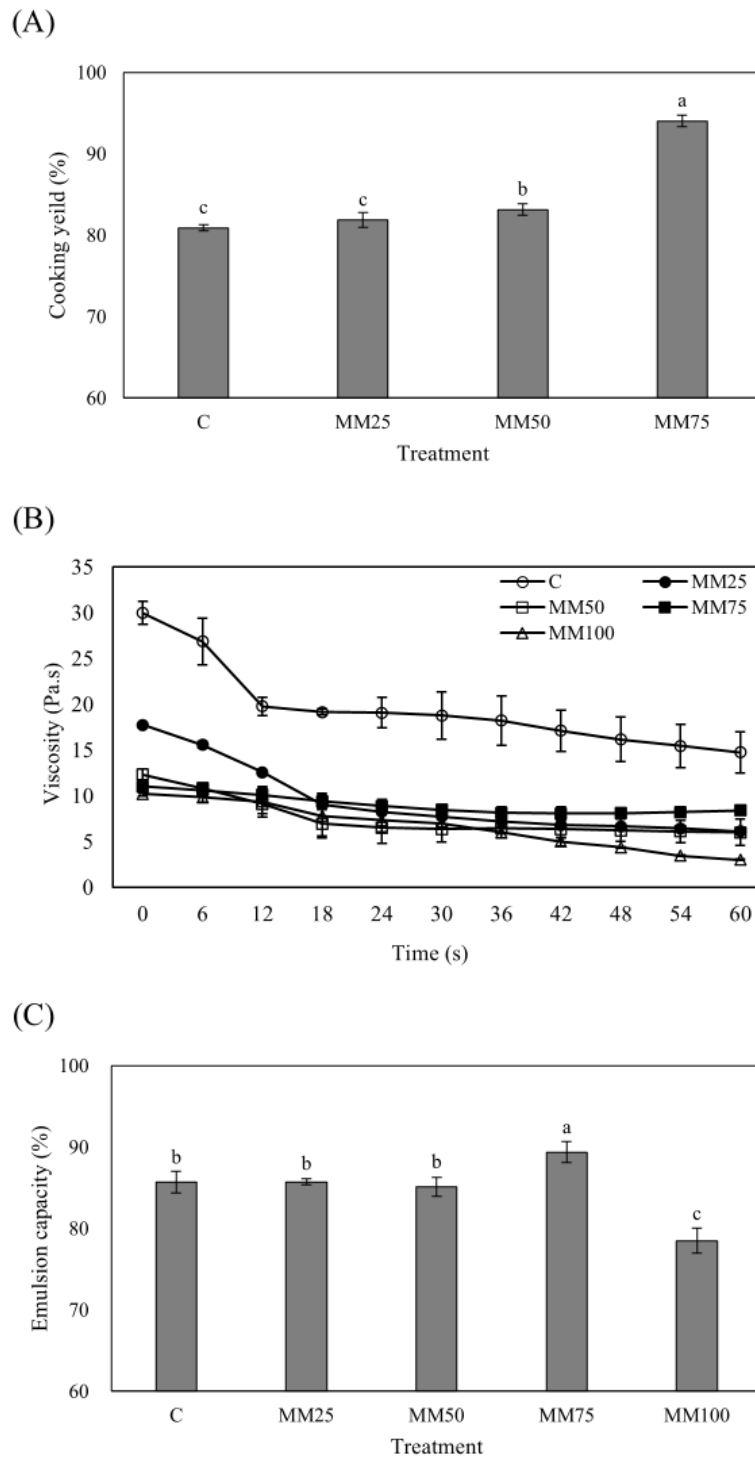 (A)
100
90
80
70
60
Cooking yeild (%)
c
c
b
a
C MM25 MM50 MM75
Treatment
(B)
35
30
25
20
15
10
5
0
Viscosity (Pa.s)
C MM25
MM50 MM75
MM100
0 6 12 18 24 30 36 42 48 54 60
Time (s)
(C)
100
90
80
70
60
Emulsion capacity (%)
b
b
b
a
c
C MM25 MM50 MM75 MM100
Treatment